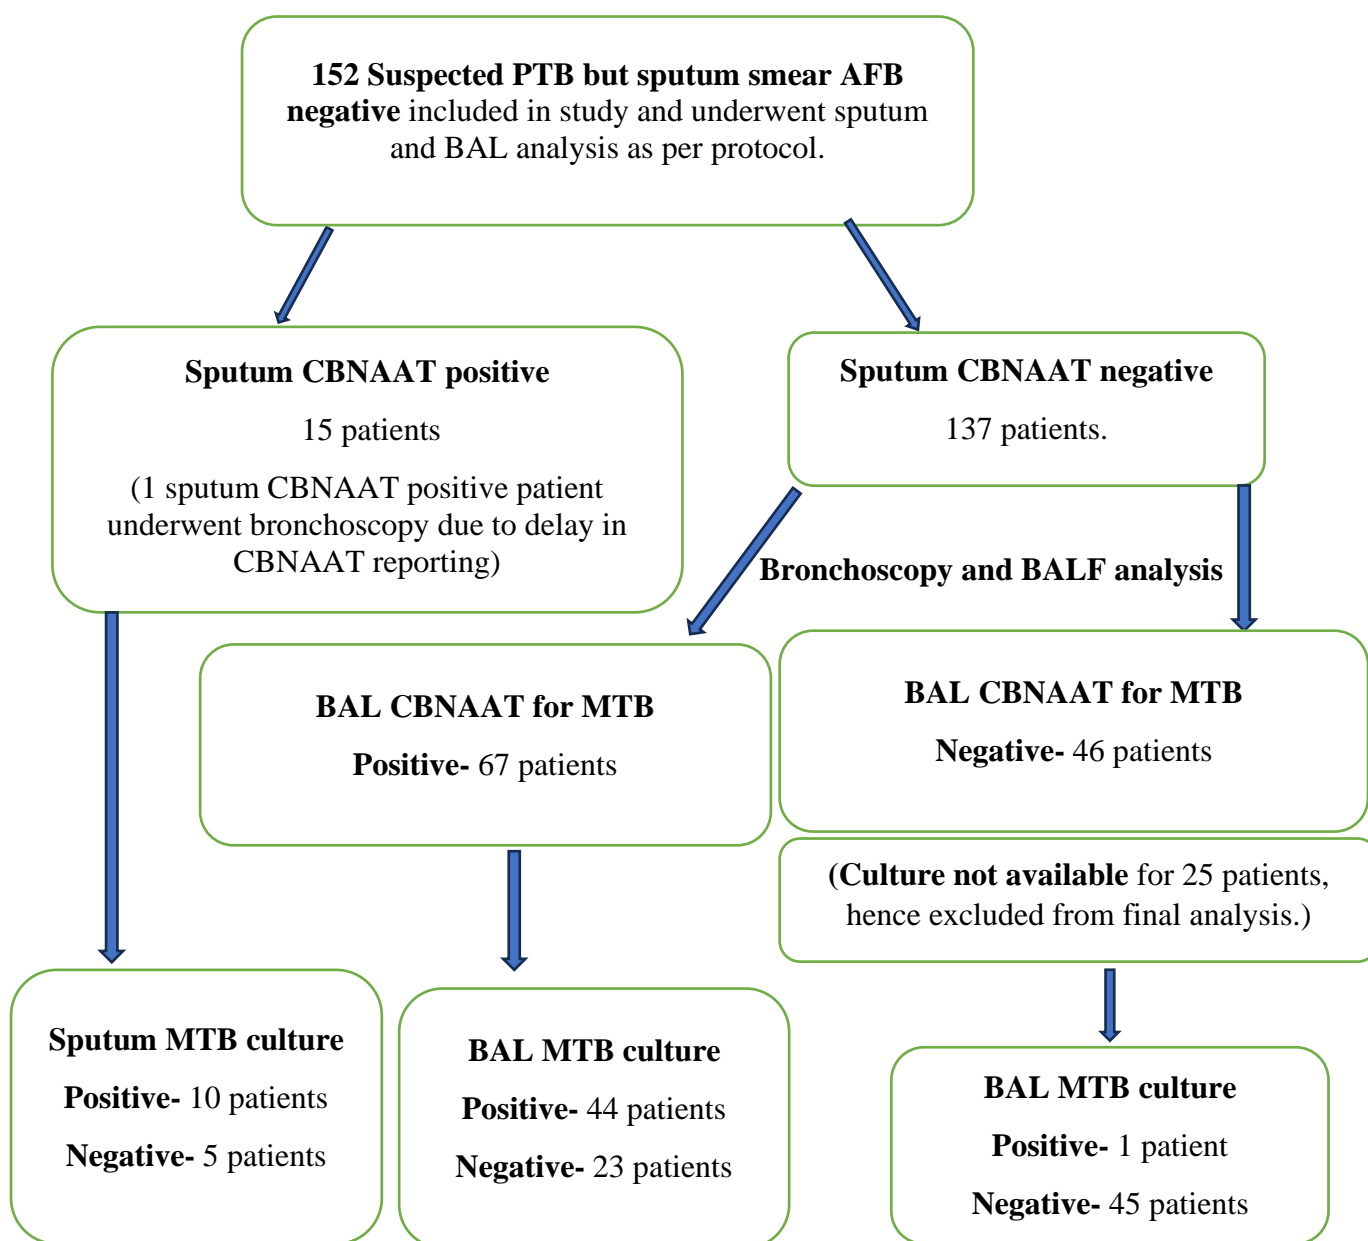 152 Suspected PTB but sputum smear AFB
negative included in study and underwent sputum
and BAL analysis as per protocol.
Sputum CBNAAT positive
15 patients
(1 sputum CBNAAT positive patient
underwent bronchoscopy due to delay in
CBNAAT reporting)
Sputum CBNAAT negative
137 patients.
Bronchoscopy and BALF analysis
BAL CBNAAT for MTB
Positive- 67 patients
BAL CBNAAT for MTB
Negative- 46 patients
(Culture not available for 25 patients,
hence excluded from final analysis.)
Sputum MTB culture
Positive- 10 patients
Negative- 5 patients
BAL MTB culture
Positive- 44 patients
Negative- 23 patients
BAL MTB culture
Positive- 1 patient
Negative- 45 patients